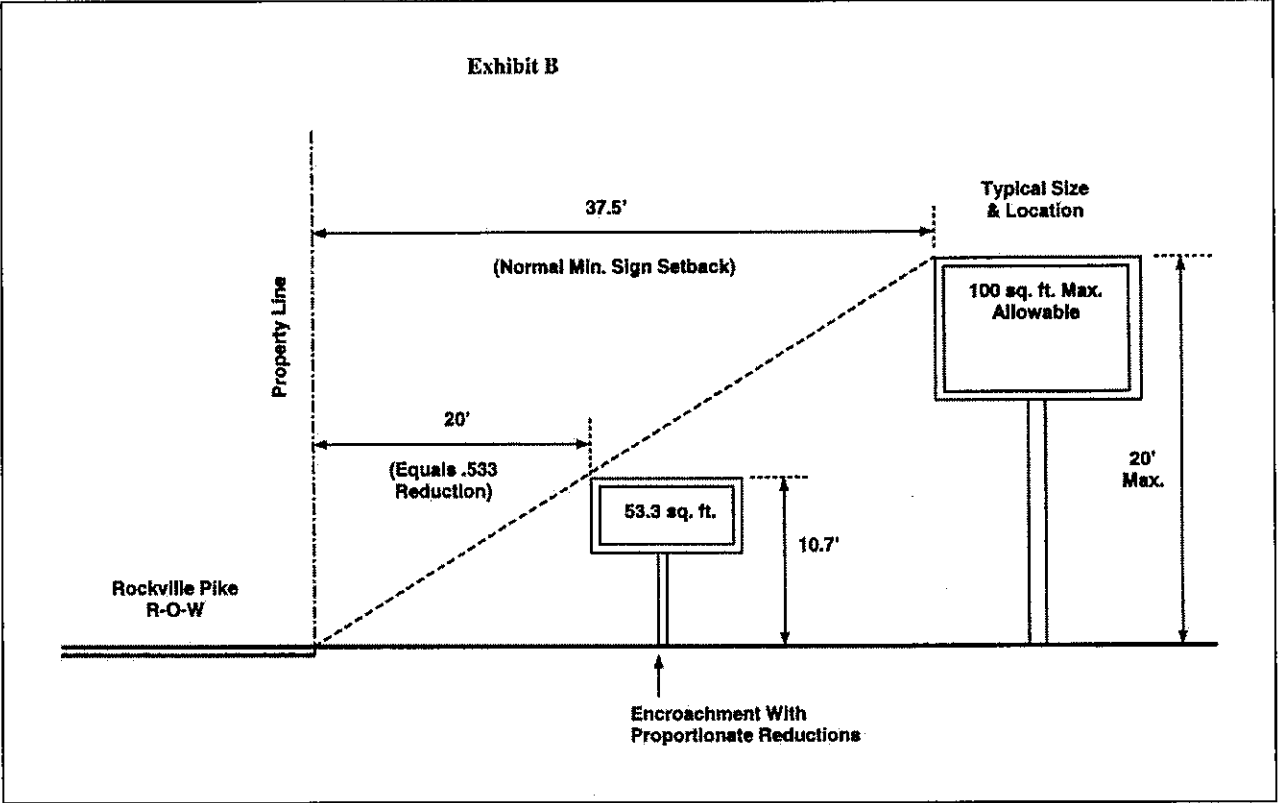 Exhibit B
Typical Size
& Location
37.5'
(Normal Min. Sign Setback)
100 sq. ft. Max.
Allowable
Property Line
20'
(Equals .533
Reduction)
53.3 sq. ft.
20'
Max.
10.7'
Rockville Pike
R-O-W
Encroachment With
Proportionate Reductions